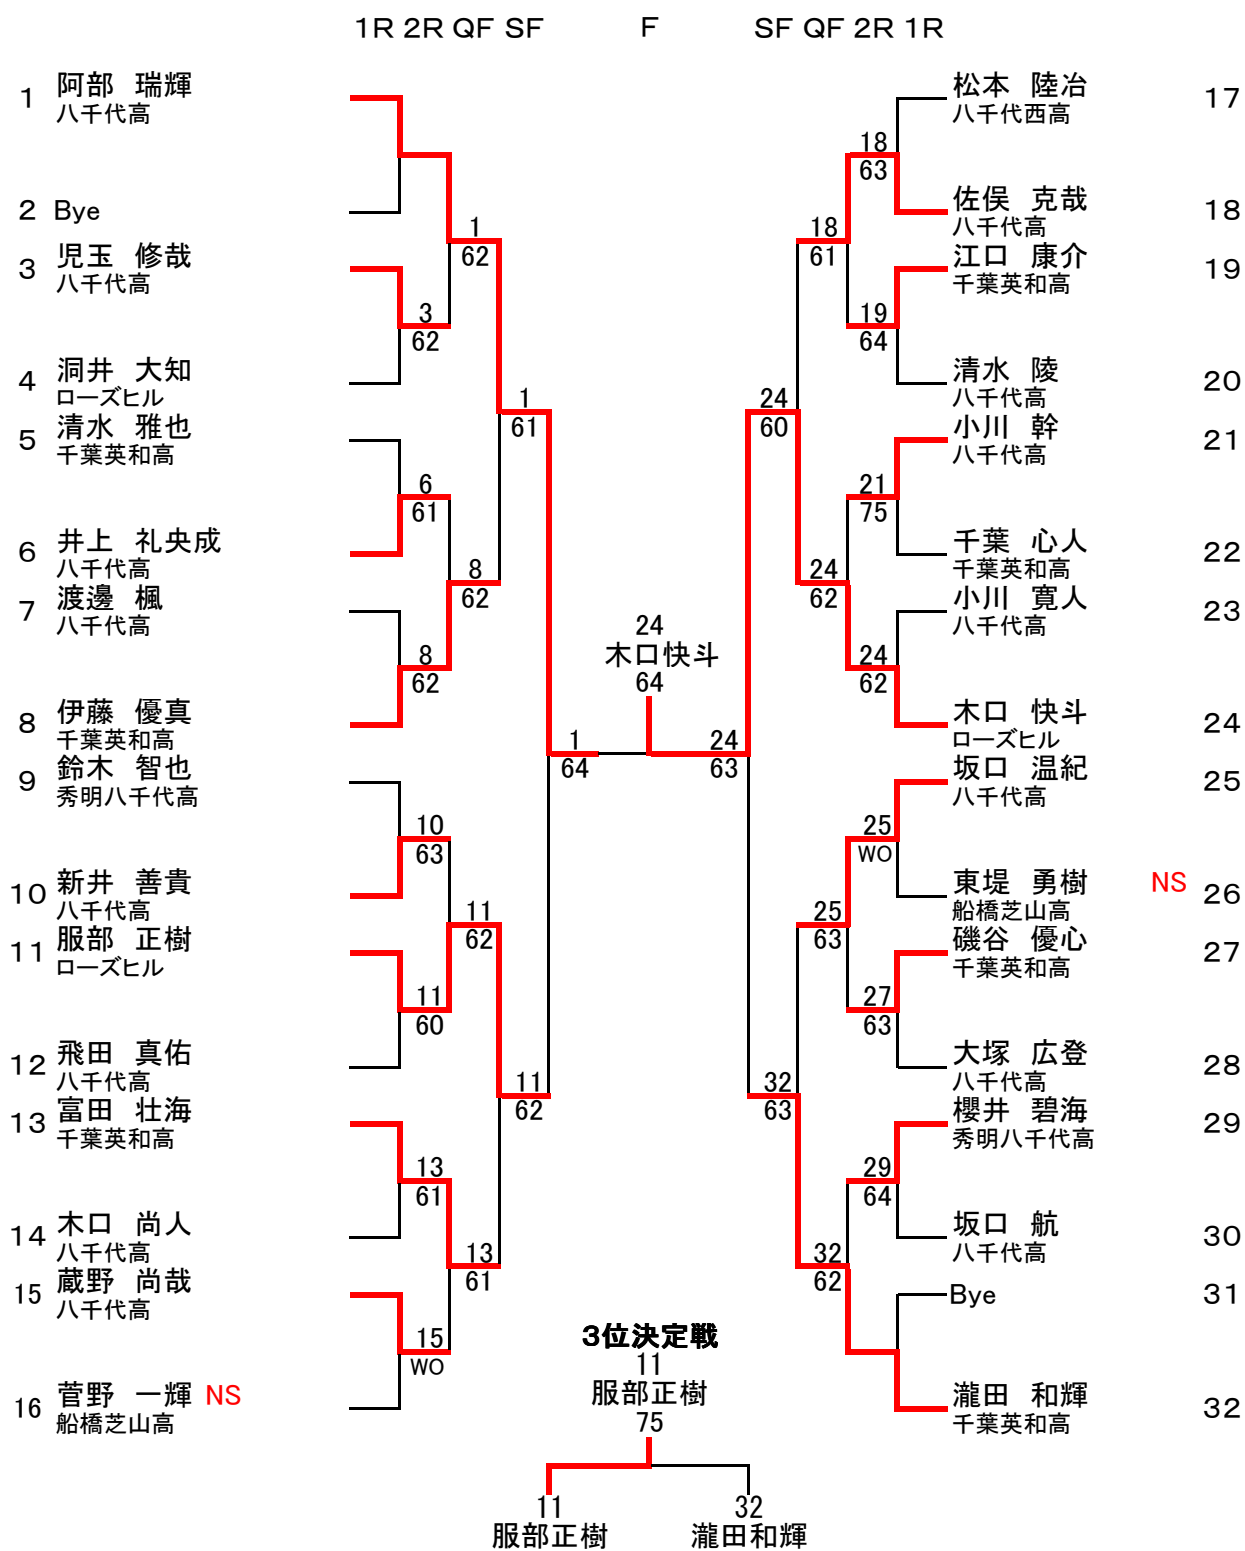 1R 2R QF SF F SF QF 2R 1R
1 阿部 瑞輝
八千代高
2 Bye
3 児玉 修哉
八千代高
4 洞井 大知
ローズヒル
5 清水 雅也
千葉英和高
6 井上 礼央成
八千代高
7 渡邊 楓
八千代高
8 伊藤 優真
千葉英和高
9 鈴木 智也
秀明八千代高
10 新井 善貴
八千代高
11 服部 正樹
ローズヒル
12 飛田 真佑
八千代高
13 富田 壮海
千葉英和高
14 木口 尚人
八千代高
15 蔵野 尚哉
八千代高
16 菅野 一輝 NS
船橋芝山高
3
62
6
61
8
62
10
63
11
60
13
61
15
WO
1
62
8
62
11
62
13
61
1
61
11
62
1
64
24
木口快斗
64
24
63
24
60
32
63
18
61
24
62
25
63
32
62
18
63
19
64
21
75
24
62
25
WO
27
63
29
64
松本 陸冶 17
八千代西高
佐俣 克哉 18
八千代高
江口 康介 19
千葉英和高
清水 陵 20
八千代高
小川 幹 21
八千代高
千葉 心人 22
千葉英和高
小川 寛人 23
八千代高
木口 快斗 24
ローズヒル
坂口 温紀 25
八千代高
東堤 勇樹 NS 26
船橋芝山高
磯谷 優心 27
千葉英和高
大塚 広登 28
八千代高
櫻井 碧海 29
秀明八千代高
坂口 航 30
八千代高
Bye 31
瀧田 和輝 32
千葉英和高
3位決定戦
11
服部正樹
75
11 32
服部正樹 瀧田和輝